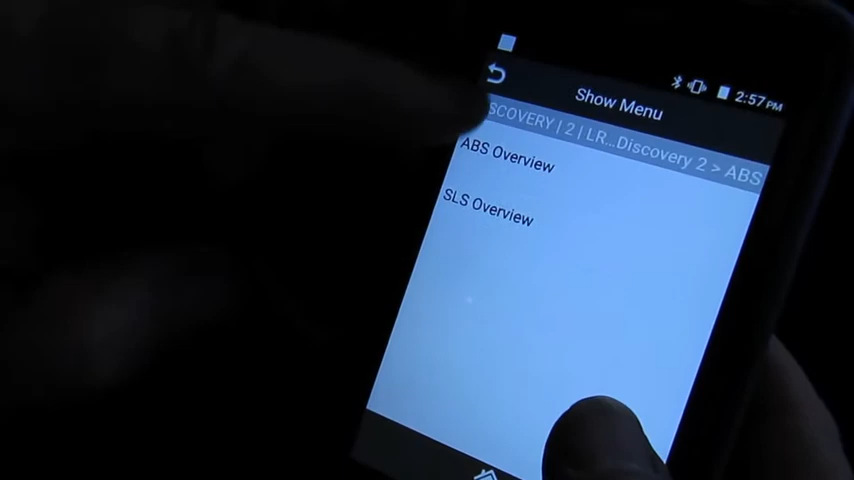 2:57 PM
Show Menu
SCOVERY | 2 | LR...Discovery 2 > ABS
ABS Overview
SLS Overview